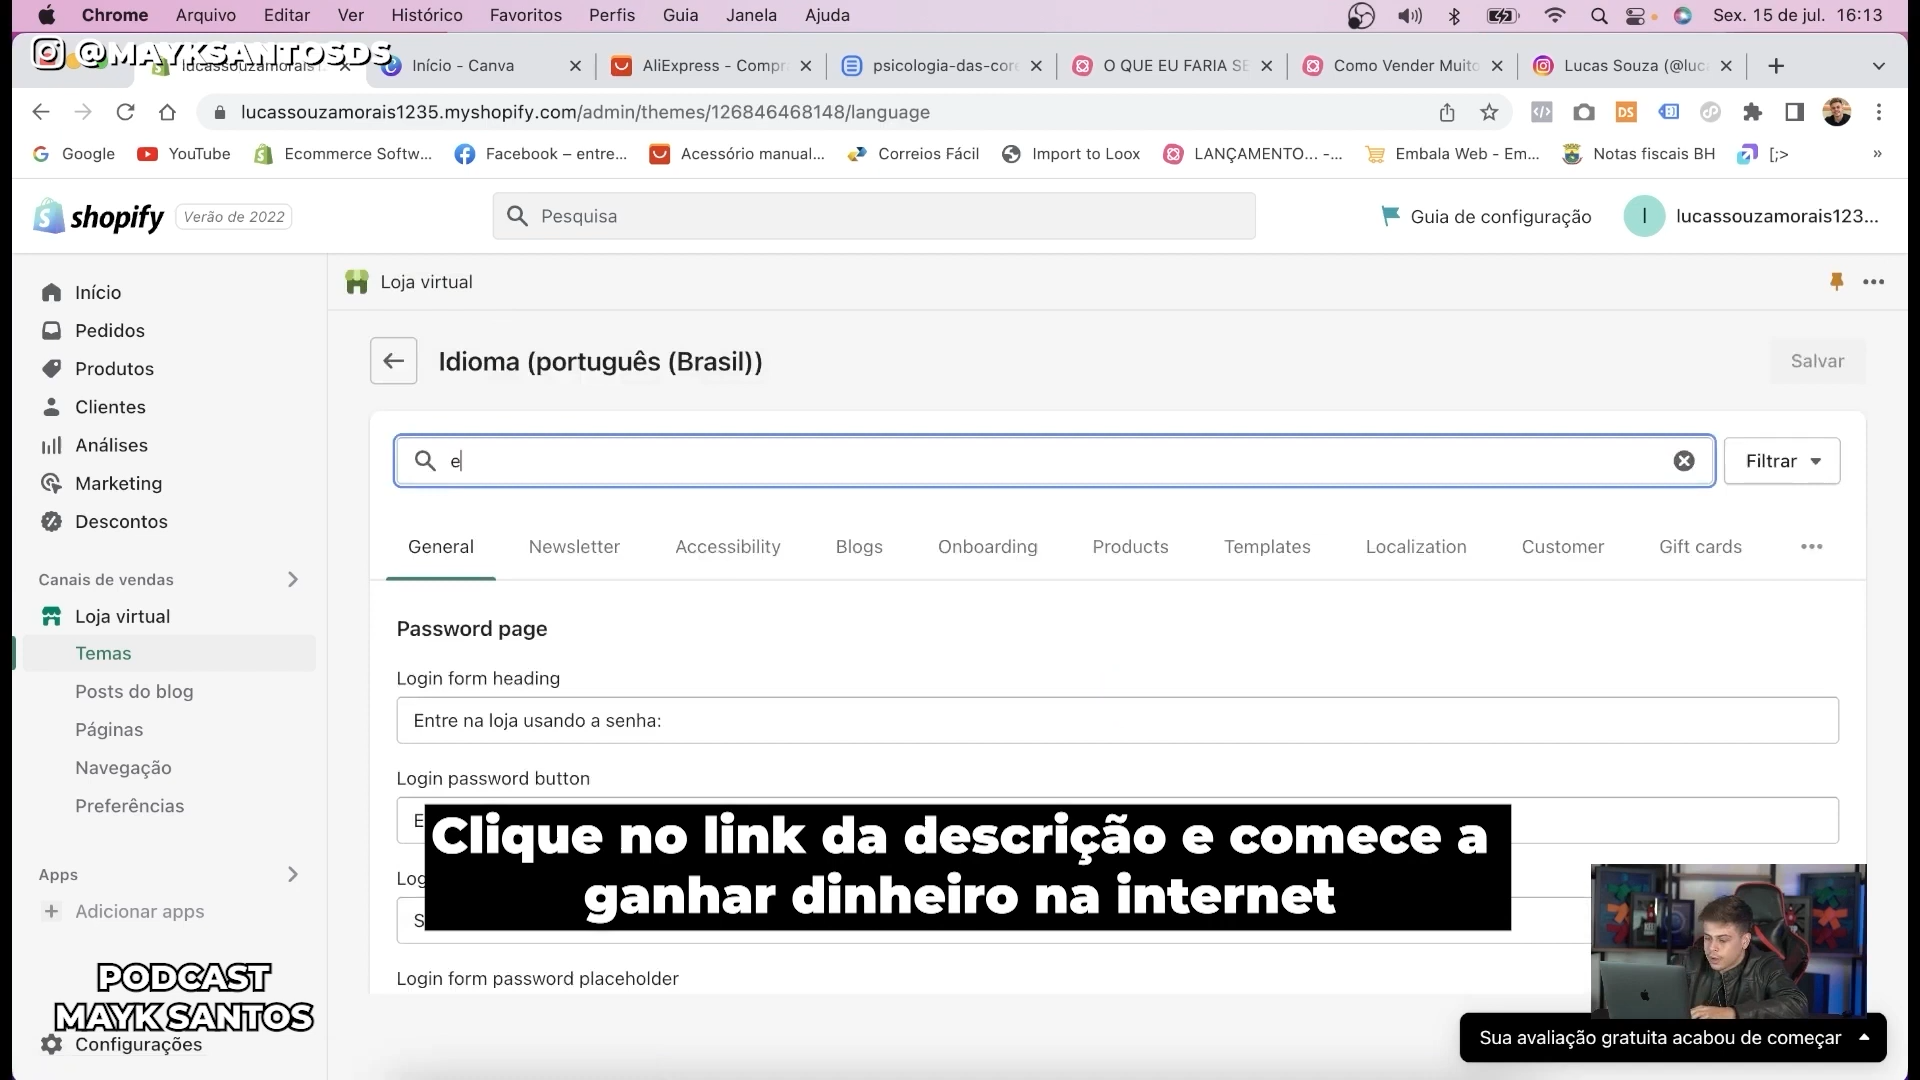 Chrome Arquivo Editar Ver Histórico Favoritos Perfis Guia Janela Ajuda Sex. 15 de jul. 16:13
@MAYKSANTOSDS
Início - Canva AliExpress - Compr psicologia-das-core O QUE EU FARIA SE Como Vender Muito Lucas Souza (@luc
lucassouzamorais1235.myshopify.com/admin/themes/126846468148/language
Google YouTube Ecommerce Softw... Facebook – entre... Acessório manual... Correios Fácil Import to Loox LANÇAMENTO... -... Embala Web - Em... Notas fiscais BH [;> »
shopify Verão de 2022 Pesquisa Guia de configuração l lucassouzamorais123...
Início
Pedidos
Produtos
Clientes
Análises
Marketing
Descontos
Canais de vendas
Loja virtual
Temas
Posts do blog
Páginas
Navegação
Preferências
Apps
Adicionar apps
PODCAST
MAYK SANTOS
Configurações
Loja virtual
Idioma (português (Brasil)) Salvar
e Filtrar
General Newsletter Accessibility Blogs Onboarding Products Templates Localization Customer Gift cards
Password page
Login form heading
Entre na loja usando a senha:
Login password button
Clique no link da descrição e comece a
ganhar dinheiro na internet
Login form password placeholder
Sua avaliação gratuita acabou de começar